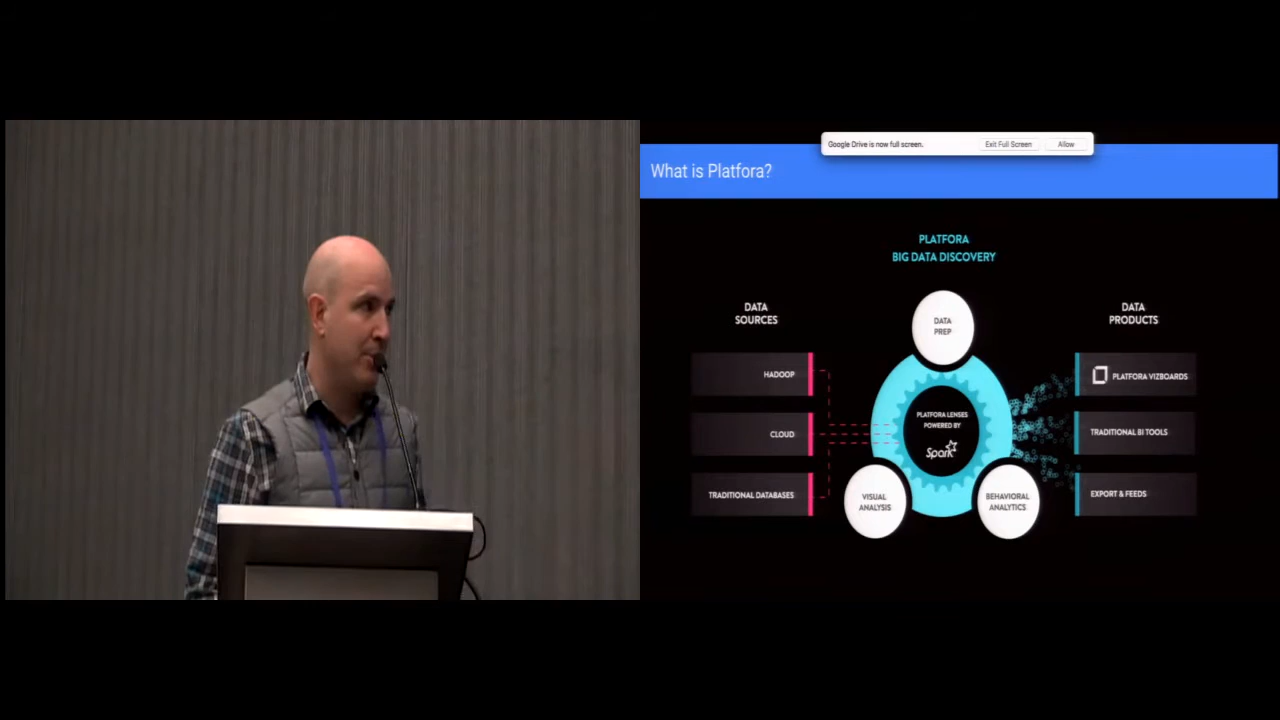 Google Drive is now full screen.
Exit Full Screen
Allow
What is Platfora?
PLATFORA
BIG DATA DISCOVERY
DATA
SOURCES
HADOOP
CLOUD
TRADITIONAL DATABASES
DATA
PREP
PLATFORA LENSES
POWERED BY
Spark
VISUAL
ANALYSIS
BEHAVIORAL
ANALYTICS
DATA
PRODUCTS
PLATFORA VIZBOARDS
TRADITIONAL BI TOOLS
EXPORT & FEEDS